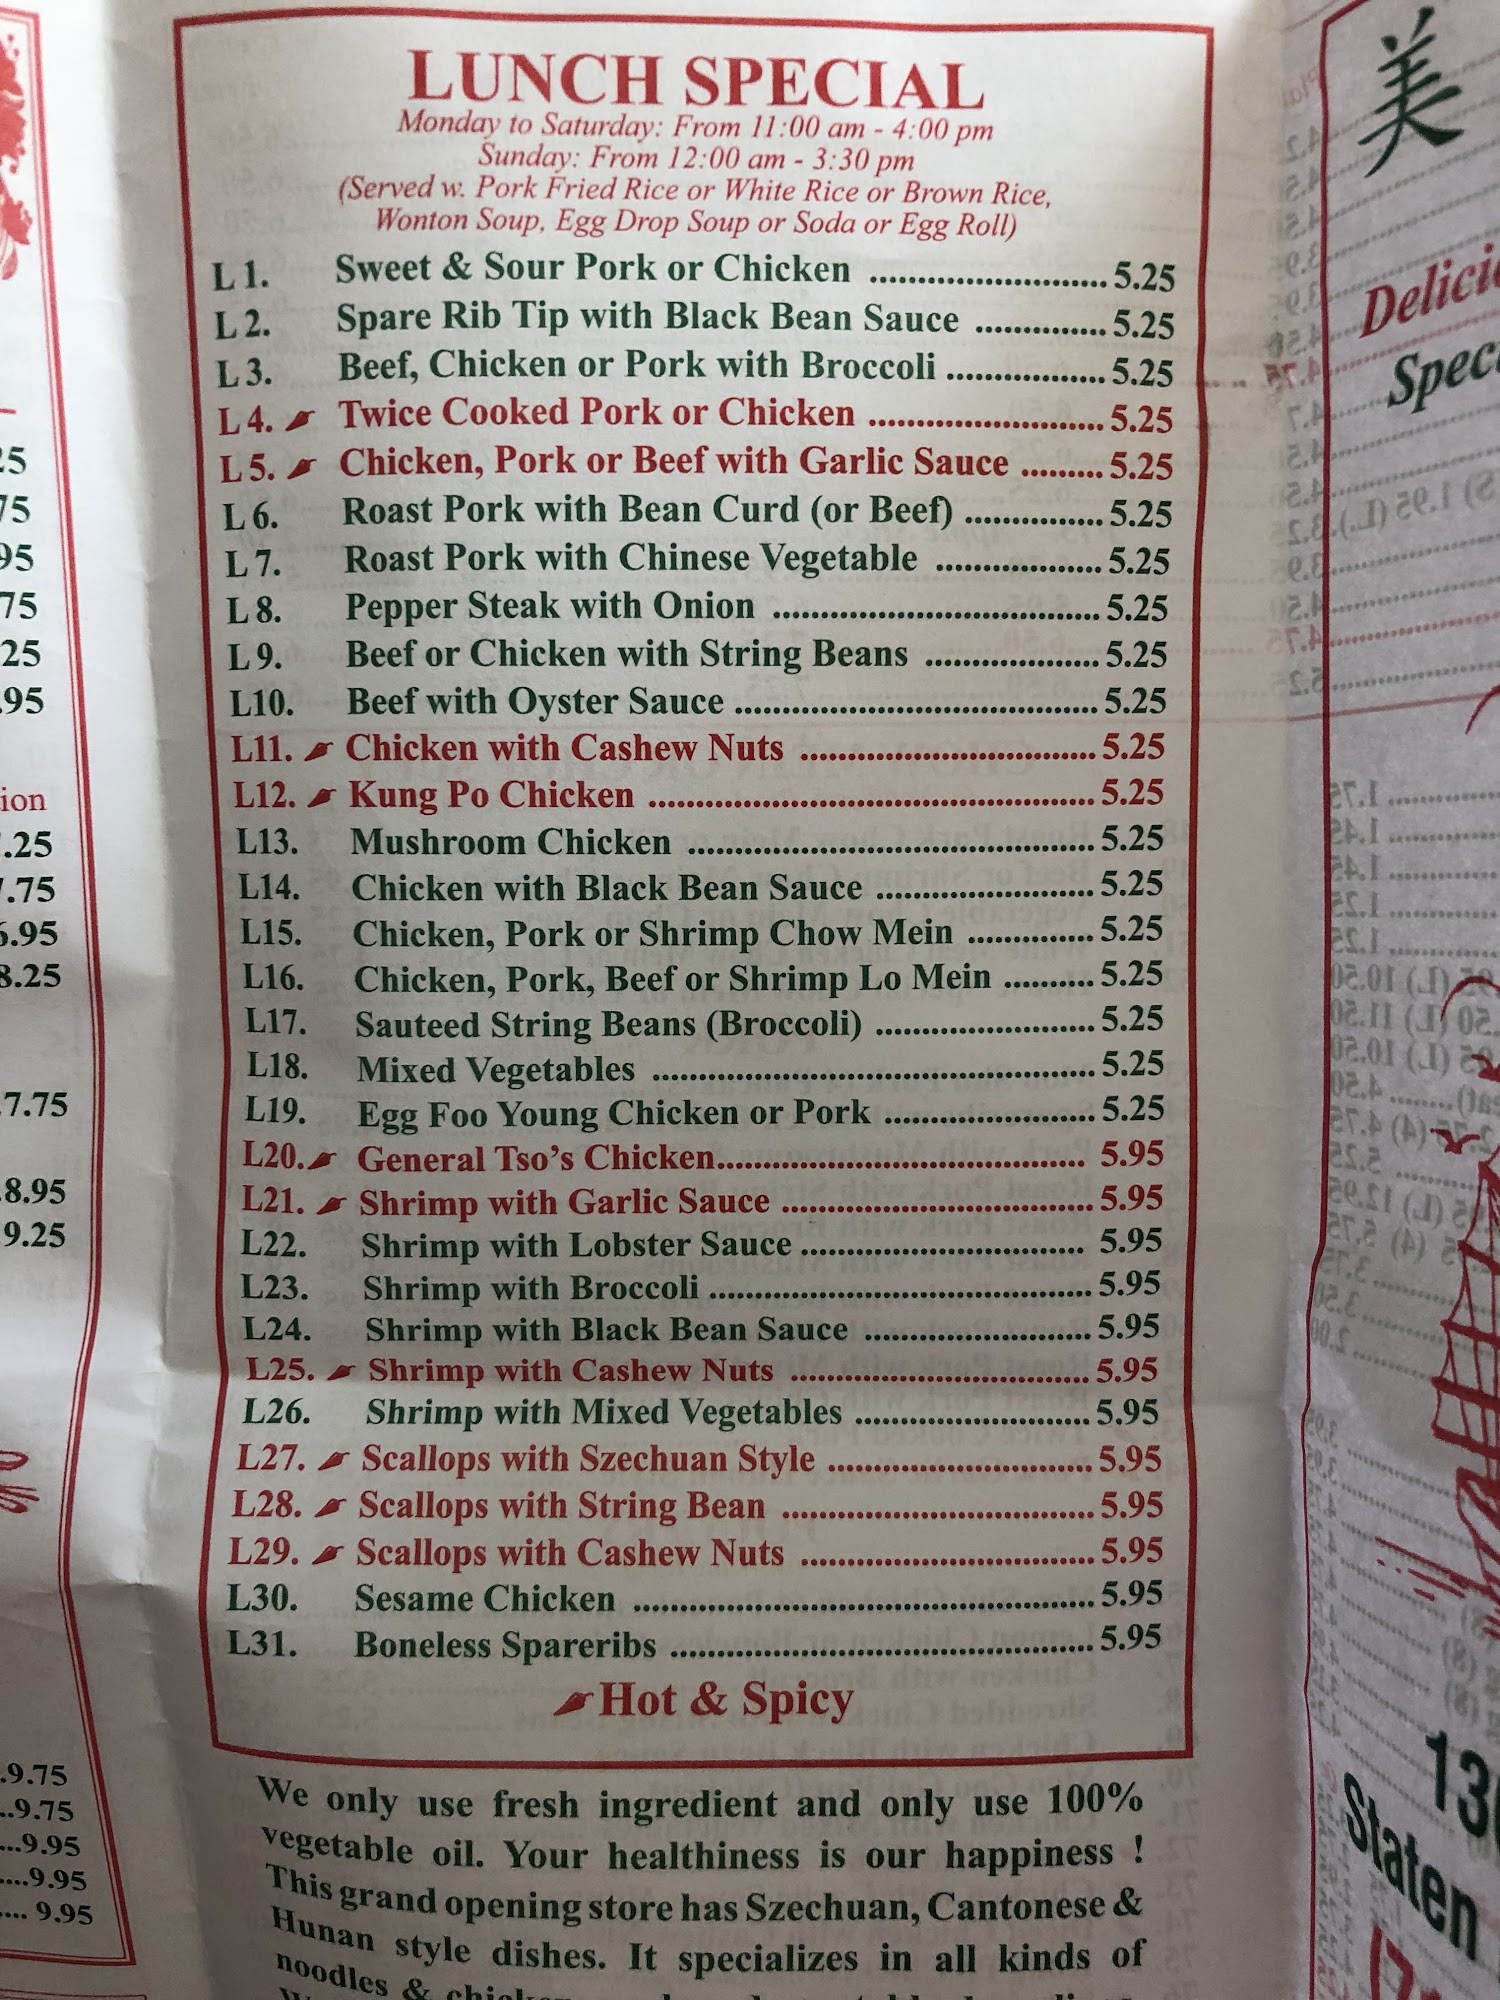 LUNCH SPECIAL
Monday to Saturday: From 11:00 am - 4:00 pm
Sunday: From 12:00 am - 3:30 pm
(Served w. Pork Fried Rice or White Rice or Brown Rice,
Wonton Soup, Egg Drop Soup or Soda or Egg Roll)
L 1. Sweet & Sour Pork or Chicken ......................... 5.25
L 2. Spare Rib Tip with Black Bean Sauce .............. 5.25
L 3. Beef, Chicken or Pork with Broccoli ................. 5.25
L 4. Twice Cooked Pork or Chicken ......................... 5.25
L 5. Chicken, Pork or Beef with Garlic Sauce ......... 5.25
L 6. Roast Pork with Bean Curd (or Beef) ............... 5.25
L 7. Roast Pork with Chinese Vegetable .................. 5.25
L 8. Pepper Steak with Onion ................................... 5.25
L 9. Beef or Chicken with String Beans ................... 5.25
L10. Beef with Oyster Sauce ....................................... 5.25
L11. Chicken with Cashew Nuts ................................ 5.25
L12. Kung Po Chicken ................................................ 5.25
L13. Mushroom Chicken ............................................ 5.25
L14. Chicken with Black Bean Sauce ........................ 5.25
L15. Chicken, Pork or Shrimp Chow Mein .............. 5.25
L16. Chicken, Pork, Beef or Shrimp Lo Mein .......... 5.25
L17. Sauteed String Beans (Broccoli) ........................ 5.25
L18. Mixed Vegetables ................................................ 5.25
L19. Egg Foo Young Chicken or Pork ....................... 5.25
L20. General Tso's Chicken....................................... 5.95
L21. Shrimp with Garlic Sauce .................................. 5.95
L22. Shrimp with Lobster Sauce ............................... 5.95
L23. Shrimp with Broccoli ......................................... 5.95
L24. Shrimp with Black Bean Sauce ......................... 5.95
L25. Shrimp with Cashew Nuts ................................ 5.95
L26. Shrimp with Mixed Vegetables ......................... 5.95
L27. Scallops with Szechuan Style ............................ 5.95
L28. Scallops with String Bean ................................. 5.95
L29. Scallops with Cashew Nuts ............................... 5.95
L30. Sesame Chicken ................................................. 5.95
L31. Boneless Spareribs ............................................. 5.95
Hot & Spicy
We only use fresh ingredient and only use 100%
vegetable oil. Your healthiness is our happiness !
This grand opening store has Szechuan, Cantonese &
Hunan style dishes. It specializes in all kinds of
noodles &
美
Staten